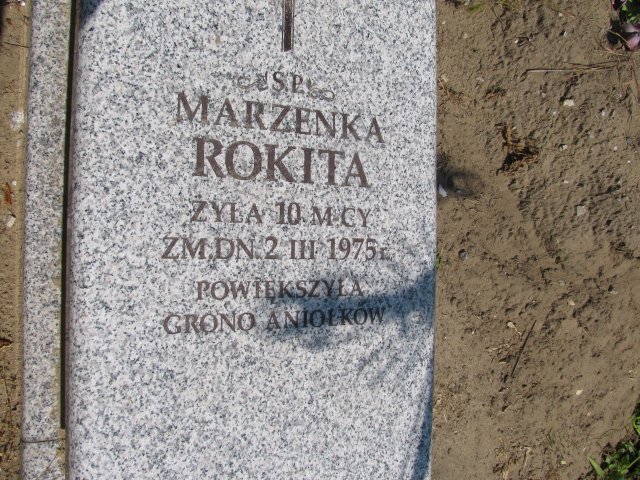 Ś.P.
MARZENKA
ROKITA
ŻYŁA 10 M-CY
ZM. DN. 2 III 1975 r.
POWIĘKSZYŁA
GRONO ANIOŁKÓW